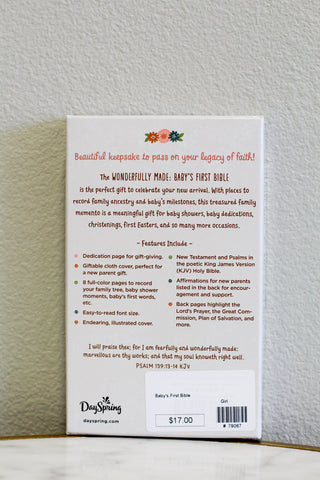 Beautiful keepsake to pass on your legacy of faith!
The WONDERFULLY MADE: BABY'S FIRST BIBLE
is the perfect gift to celebrate your new arrival. With places to
record family ancestry and baby's milestones, this treasured family
memento is a meaningful gift for baby showers, baby dedications,
christenings, first Easters, and so many more occasions.
~ Features Include ~
Dedication page for gift-giving.
Giftable cloth cover, perfect for
a new parent gift.
8 full-color pages to record
your family tree, baby shower
moments, baby's first words,
etc.
Easy-to-read font size.
Endearing, illustrated cover.
New Testament and Psalms in
the poetic King James Version
(KJV) Holy Bible.
Affirmations for new parents
listed in the back for encour-
agement and support.
Back pages highlight the
Lord's Prayer, the Great Com-
mission, Plan of Salvation, and
more.
I will praise thee; for I am fearfully and wonderfully made:
marvellous are thy works; and that my soul knoweth right well.
PSALM 139:13-14 KJV
DaySpring
dayspring.com
Baby's First Bible
Girl
$17.00
# 79067